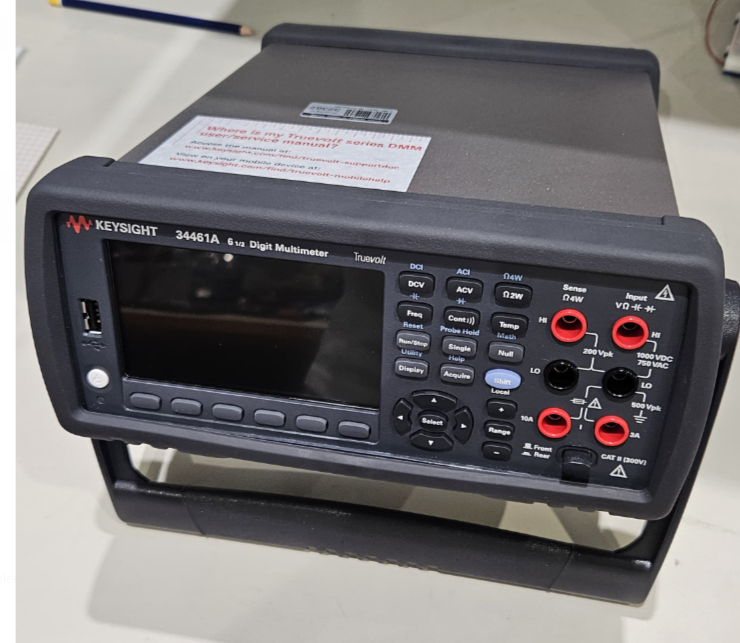 Where is my Truevolt series DMM
user/service manual?
Access the manual at:
www.keysight.com/find/truevolt-supportdoc
View on your mobile device at:
www.keysight.com/find/truevolt-mobilehelp
KEYSIGHT 34461A 6 1/2 Digit Multimeter Truevolt
DCI ACI Ω4W
DCV ACV Ω2W
Freq Cont Temp
Reset Probe Hold Math
Run/Stop Single Null
Utility Help
Display Acquire Shift
Local
Select
+
Range
-
Sense
Ω4W
Input
VΩ
HI HI
200 Vpk
1000 VDC
750 VAC
LO LO
500 Vpk
10A I 3A
Front
Rear
CAT II (300V)